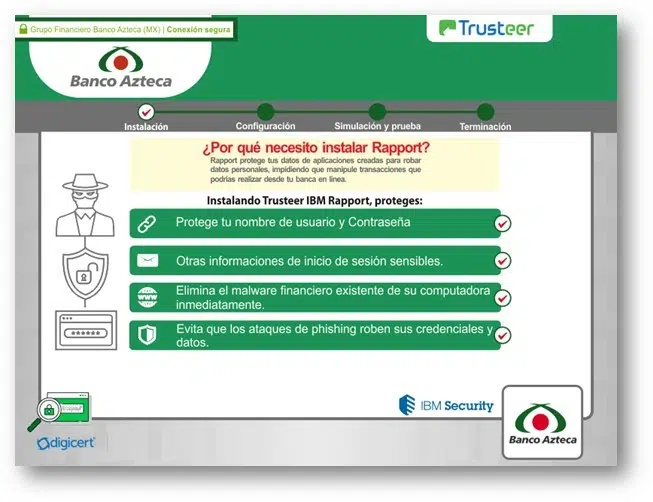 Grupo Financiero Banco Azteca (MX) | Conexión segura
Trusteer
Banco Azteca
Instalación
Configuración
Simulación y prueba
Terminación
¿Por qué necesito instalar Rapport?
Rapport protege tus datos de aplicaciones creadas para robar
datos personales, impidiendo que manipule transacciones que
podrías realizar desde tu banca en línea.
Instalando Trusteer IBM Rapport, proteges:
Protege tu nombre de usuario y Contraseña
Otras informaciones de inicio de sesión sensibles.
WWW
Elimina el malware financiero existente de su computadora
inmediatamente.
Evita que los ataques de phishing roben sus credenciales y
datos.
IBM Security
digicert
Banco Azteca